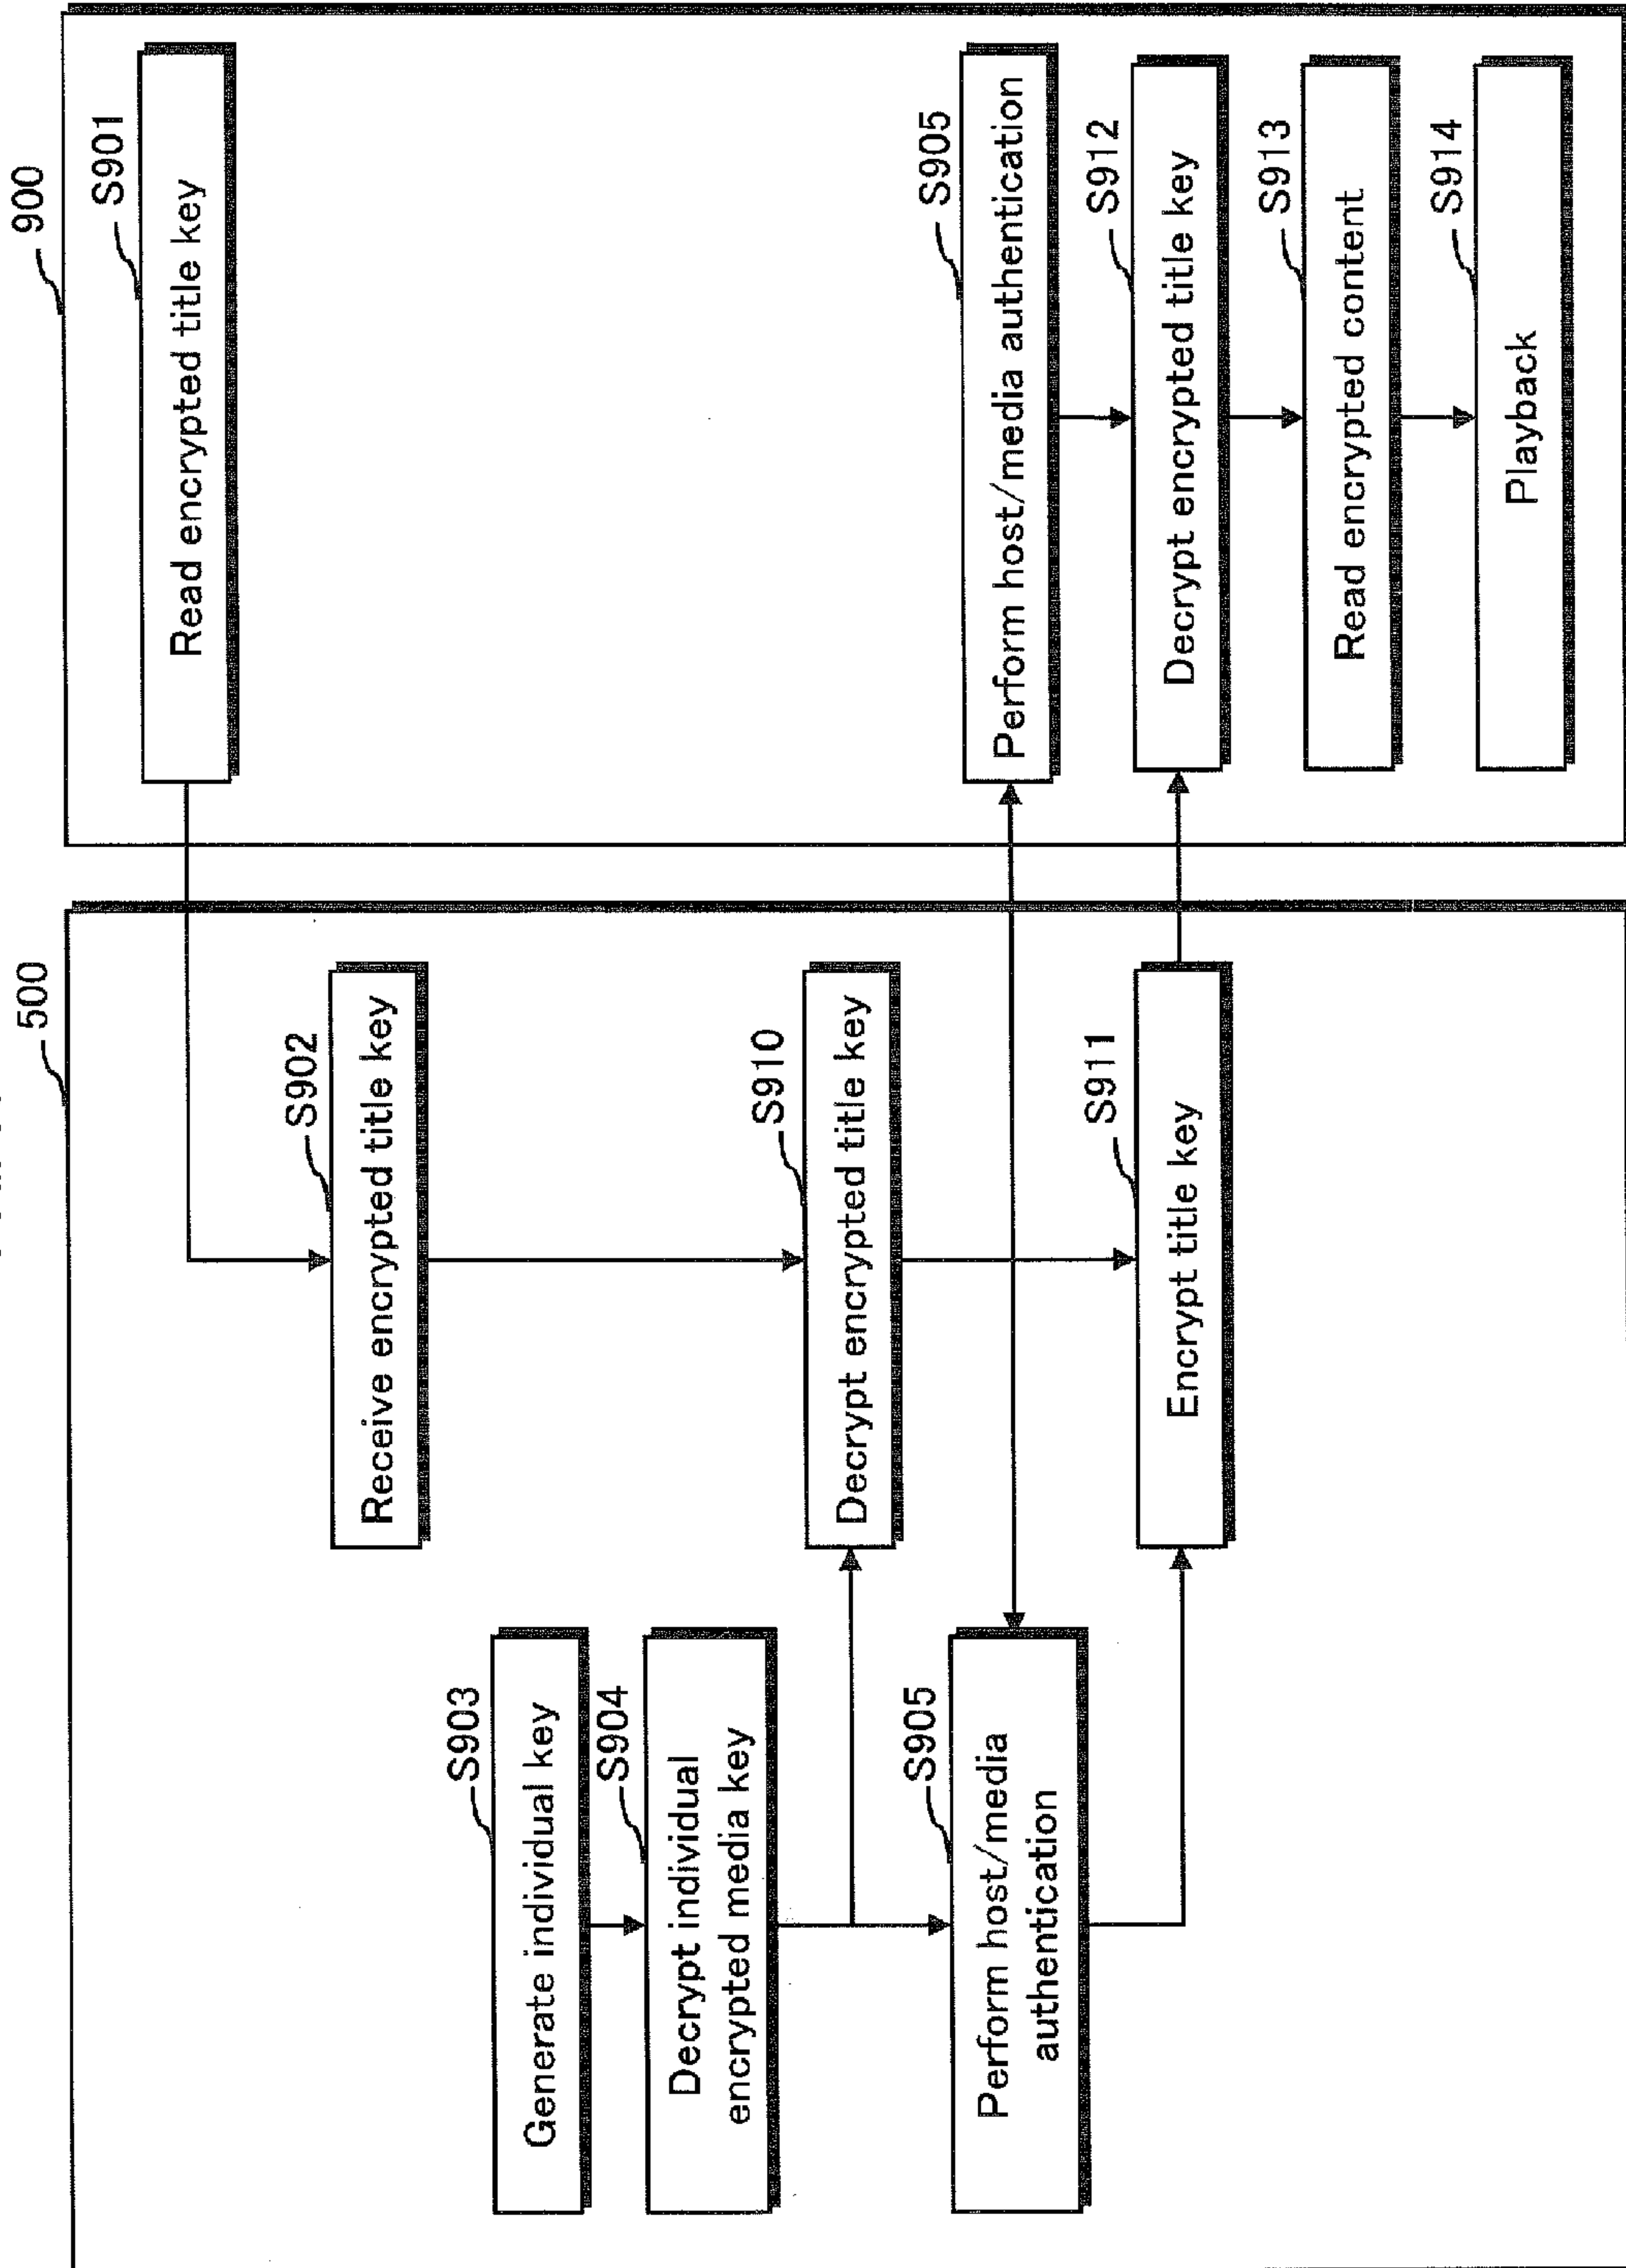 500
S902
Receive encrypted title key
S903
Generate individual key
S904
Decrypt individual
encrypted media key
S910
Decrypt encrypted title key
S905
Perform host/media
authentication
S911
Encrypt title key
900
S901
Read encrypted title key
S905
Perform host/media authentication
S912
Decrypt encrypted title key
S913
Read encrypted content
S914
Playback